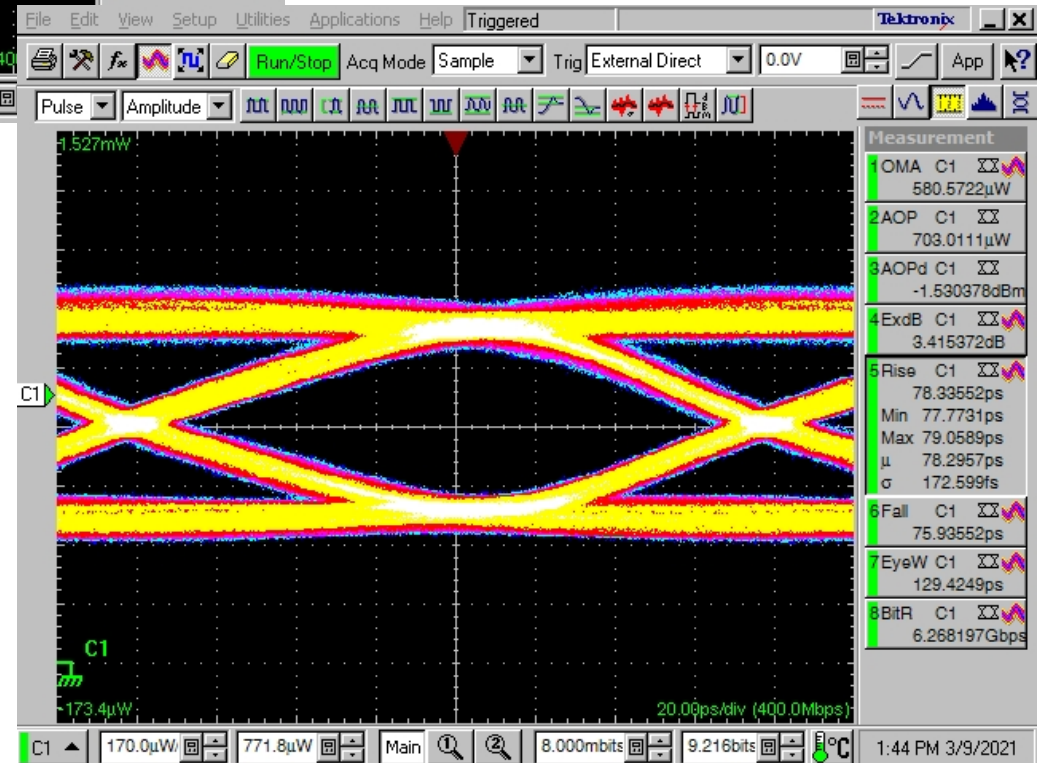 40
File Edit View Setup Utilities Applications Help Triggered Tektronix
Run/Stop Acq Mode Sample Trig External Direct 0.0V App
Pulse Amplitude
1.527mW
C1
C1
-173.4µW
20.00ps/div (400.0Mbps)
Measurement
1 OMA C1
580.5722µW
2 AOP C1
703.0111µW
3 AOPd C1
-1.530378dBm
4 ExdB C1
3.415372dB
5 Rise C1
78.33552ps
Min 77.7731ps
Max 79.0589ps
µ 78.2957ps
σ 172.599fs
6 Fall C1
75.93552ps
7 EyeW C1
129.4249ps
8 BitR C1
6.268197Gbps
C1 170.0µW/ 771.8µW Main 1 2 8.000mbits 9.216bits °C 1:44 PM 3/9/2021